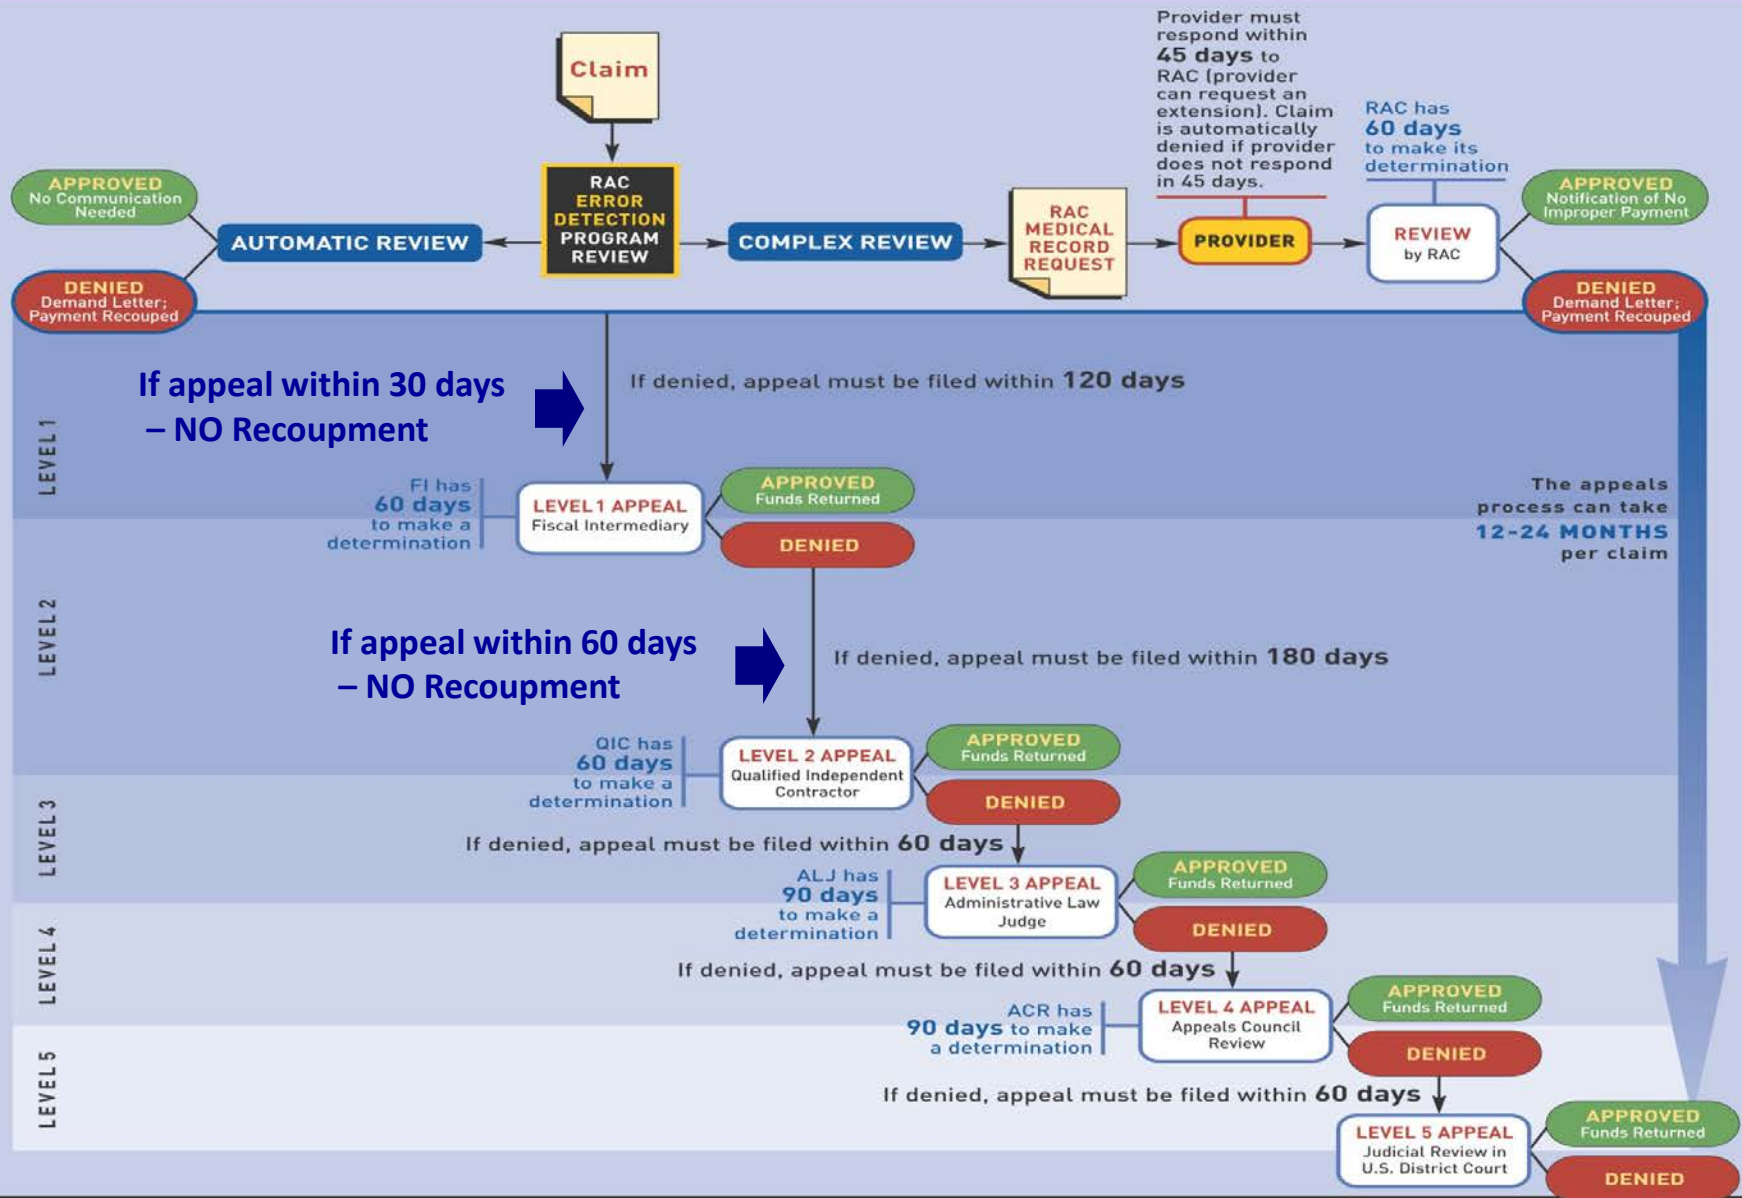 Claim
Provider must
respond within
45 days to
RAC (provider
can request an
extension). Claim
is automatically
denied if provider
does not respond
in 45 days.
RAC has
60 days
to make its
determination
APPROVED
No Communication
Needed
AUTOMATIC REVIEW
RAC
ERROR
DETECTION
PROGRAM
REVIEW
COMPLEX REVIEW
RAC
MEDICAL
RECORD
REQUEST
PROVIDER
REVIEW
by RAC
APPROVED
Notification of No
Improper Payment
DENIED
Demand Letter;
Payment Recouped
DENIED
Demand Letter;
Payment Recouped
LEVEL 1
If appeal within 30 days
– NO Recoupment
If denied, appeal must be filed within 120 days
FI has
60 days
to make a
determination
LEVEL 1 APPEAL
Fiscal Intermediary
APPROVED
Funds Returned
DENIED
The appeals
process can take
12-24 MONTHS
per claim
LEVEL 2
If appeal within 60 days
– NO Recoupment
If denied, appeal must be filed within 180 days
QIC has
60 days
to make a
determination
LEVEL 2 APPEAL
Qualified Independent
Contractor
APPROVED
Funds Returned
DENIED
LEVEL 3
If denied, appeal must be filed within 60 days
ALJ has
90 days
to make a
determination
LEVEL 3 APPEAL
Administrative Law
Judge
APPROVED
Funds Returned
DENIED
LEVEL 4
If denied, appeal must be filed within 60 days
ACR has
90 days to make
a determination
LEVEL 4 APPEAL
Appeals Council
Review
APPROVED
Funds Returned
DENIED
LEVEL 5
If denied, appeal must be filed within 60 days
LEVEL 5 APPEAL
Judicial Review in
U.S. District Court
APPROVED
Funds Returned
DENIED